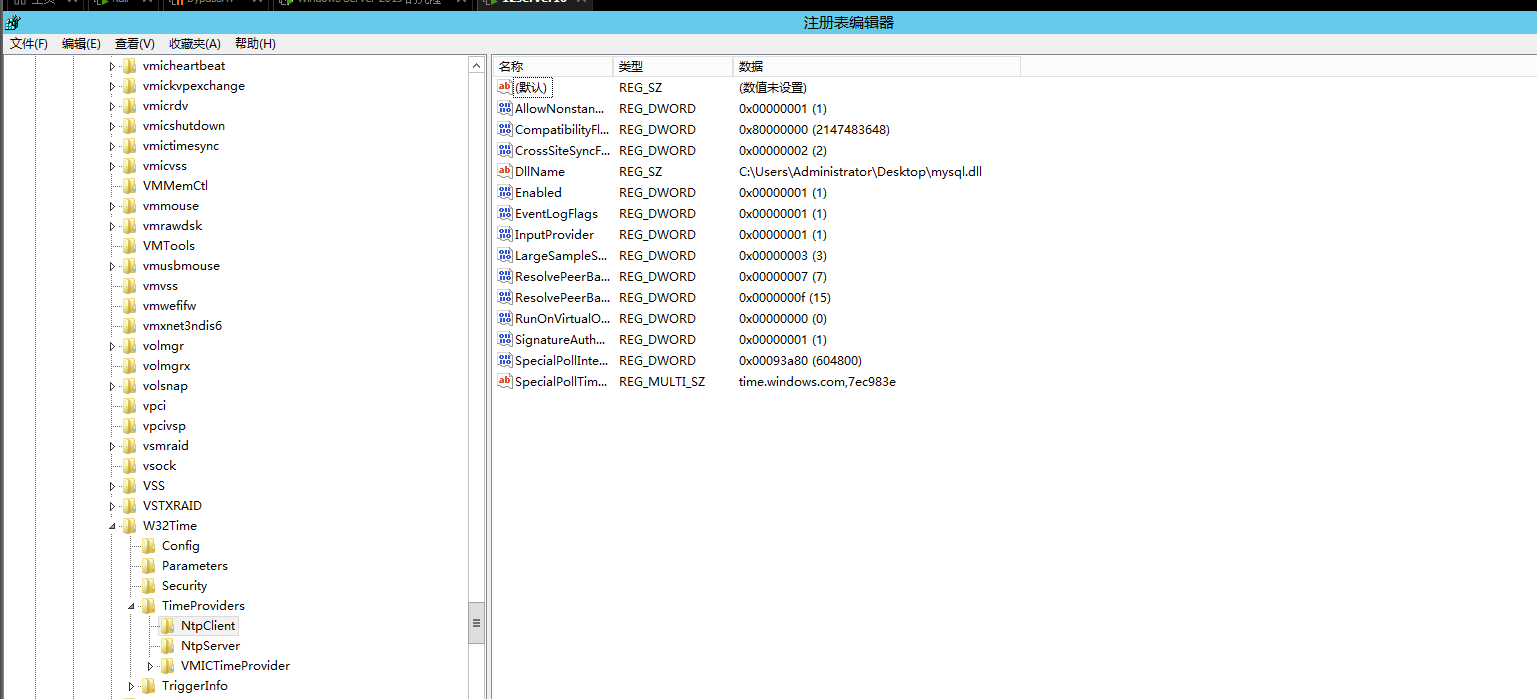 注册表编辑器
文件(F) 编辑(E) 查看(V) 收藏夹(A) 帮助(H)
vmicheartbeat
vmickvpexchange
vmicrdv
vmicshutdown
vmictimesync
vmicvss
VMMemCtl
vmmouse
vmrawdsk
VMTools
vmusbmouse
vmvss
vmwefifw
vmxnet3ndis6
volmgr
volmgrx
volsnap
vpci
vpcivsp
vsmraid
vsock
VSS
VSTXRAID
W32Time
Config
Parameters
Security
TimeProviders
NtpClient
NtpServer
VMICTimeProvider
TriggerInfo
名称 类型 数据
(默认) REG_SZ (数值未设置)
AllowNonstan... REG_DWORD 0x00000001 (1)
CompatibilityFl... REG_DWORD 0x80000000 (2147483648)
CrossSiteSyncF... REG_DWORD 0x00000002 (2)
DllName REG_SZ C:\Users\Administrator\Desktop\mysql.dll
Enabled REG_DWORD 0x00000001 (1)
EventLogFlags REG_DWORD 0x00000001 (1)
InputProvider REG_DWORD 0x00000001 (1)
LargeSampleS... REG_DWORD 0x00000003 (3)
ResolvePeerBa... REG_DWORD 0x00000007 (7)
ResolvePeerBa... REG_DWORD 0x0000000f (15)
RunOnVirtualO... REG_DWORD 0x00000000 (0)
SignatureAuth... REG_DWORD 0x00000001 (1)
SpecialPollInte... REG_DWORD 0x00093a80 (604800)
SpecialPollTim... REG_MULTI_SZ time.windows.com,7ec983e